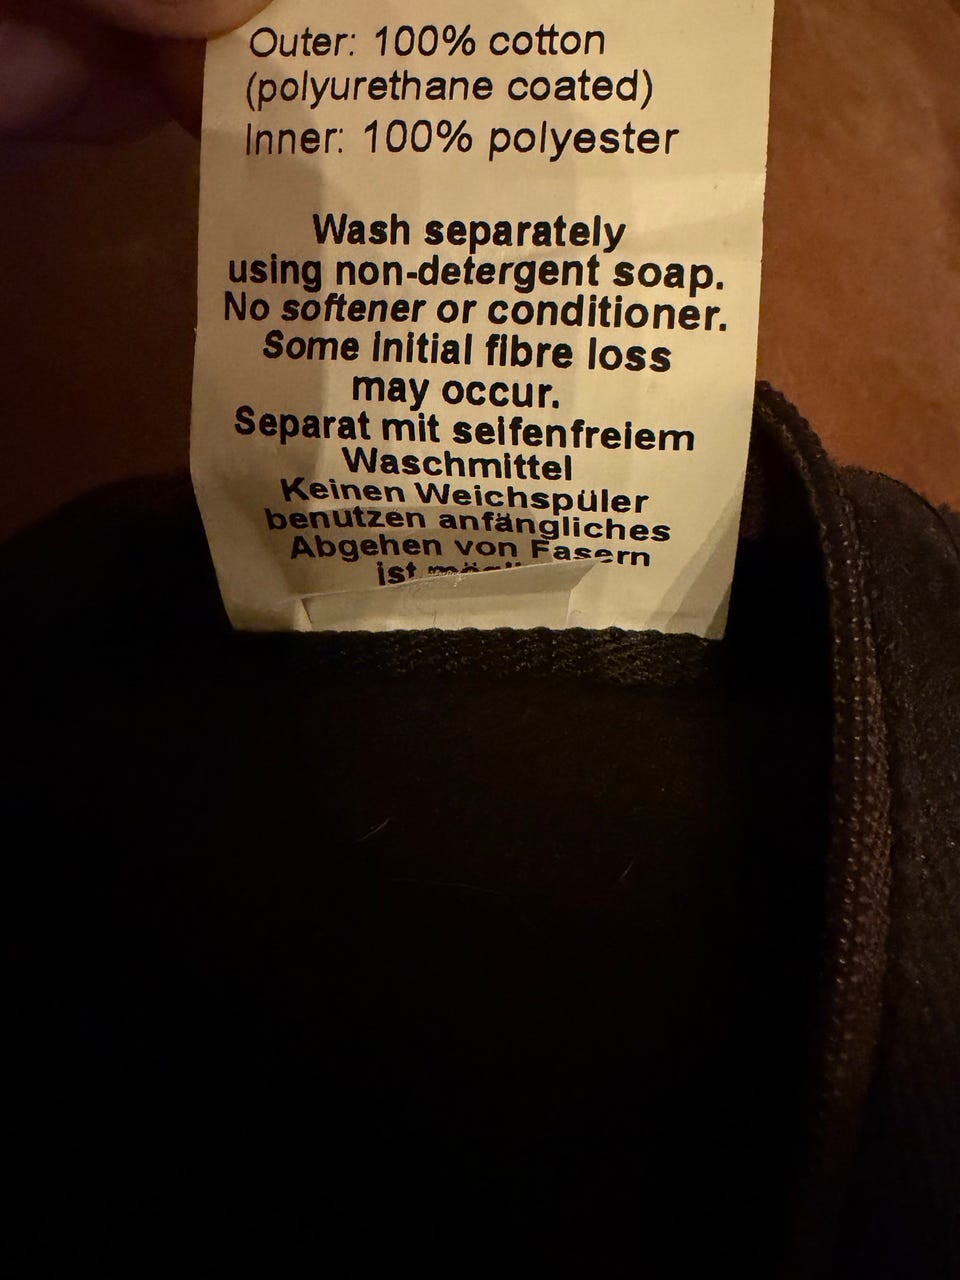 Outer: 100% cotton
(polyurethane coated)
Inner: 100% polyester
Wash separately
using non-detergent soap.
No softener or conditioner.
Some initial fibre loss
may occur.
Separat mit seifenfreiem
Waschmittel
Keinen Weichspüler
benutzen anfängliches
Abgehen von Fasern
ist